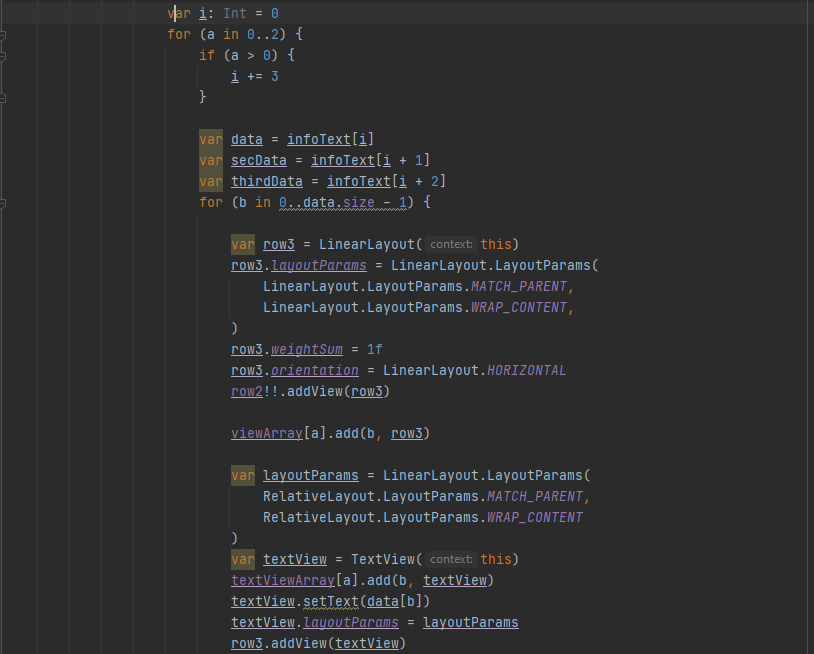 var i: Int = 0
for (a in 0..2) {
if (a > 0) {
i += 3
}
var data = infoText[i]
var secData = infoText[i + 1]
var thirdData = infoText[i + 2]
for (b in 0..data.size - 1) {
var row3 = LinearLayout( context: this)
row3.layoutParams = LinearLayout.LayoutParams(
LinearLayout.LayoutParams.MATCH_PARENT,
LinearLayout.LayoutParams.WRAP_CONTENT,
)
row3.weightSum = 1f
row3.orientation = LinearLayout.HORIZONTAL
row2!!.addView(row3)
viewArray[a].add(b, row3)
var layoutParams = LinearLayout.LayoutParams(
RelativeLayout.LayoutParams.MATCH_PARENT,
RelativeLayout.LayoutParams.WRAP_CONTENT
)
var textView = TextView( context: this)
textViewArray[a].add(b, textView)
textView.setText(data[b])
textView.layoutParams = layoutParams
row3.addView(textView)